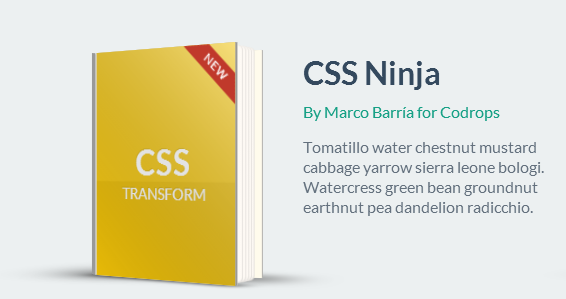 NEW
CSS
TRANSFORM
CSS Ninja
By Marco Barría for Codrops
Tomatillo water chestnut mustard
cabbage yarrow sierra leone bologi.
Watercress green bean groundnut
earthnut pea dandelion radicchio.